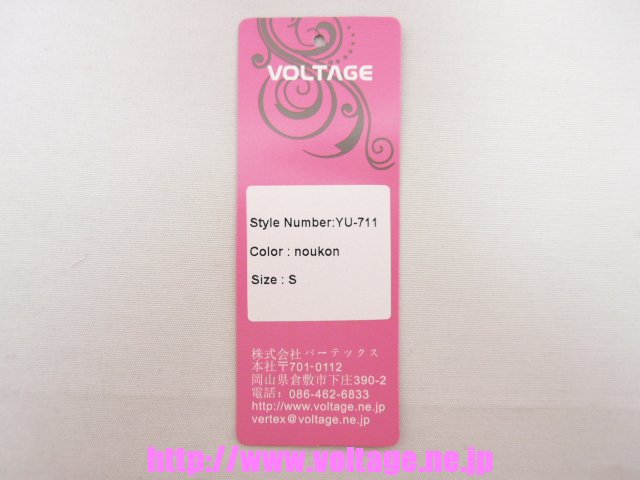 VOLTAGE
Style Number:YU-711
Color : noukon
Size : S
株式会社バーテックス
本社〒701-0112
岡山県倉敷市下庄390-2
電話：086-462-6833
http://www.voltage.ne.jp
vertex@voltage.ne.jp
http://www.voltage.ne.jp